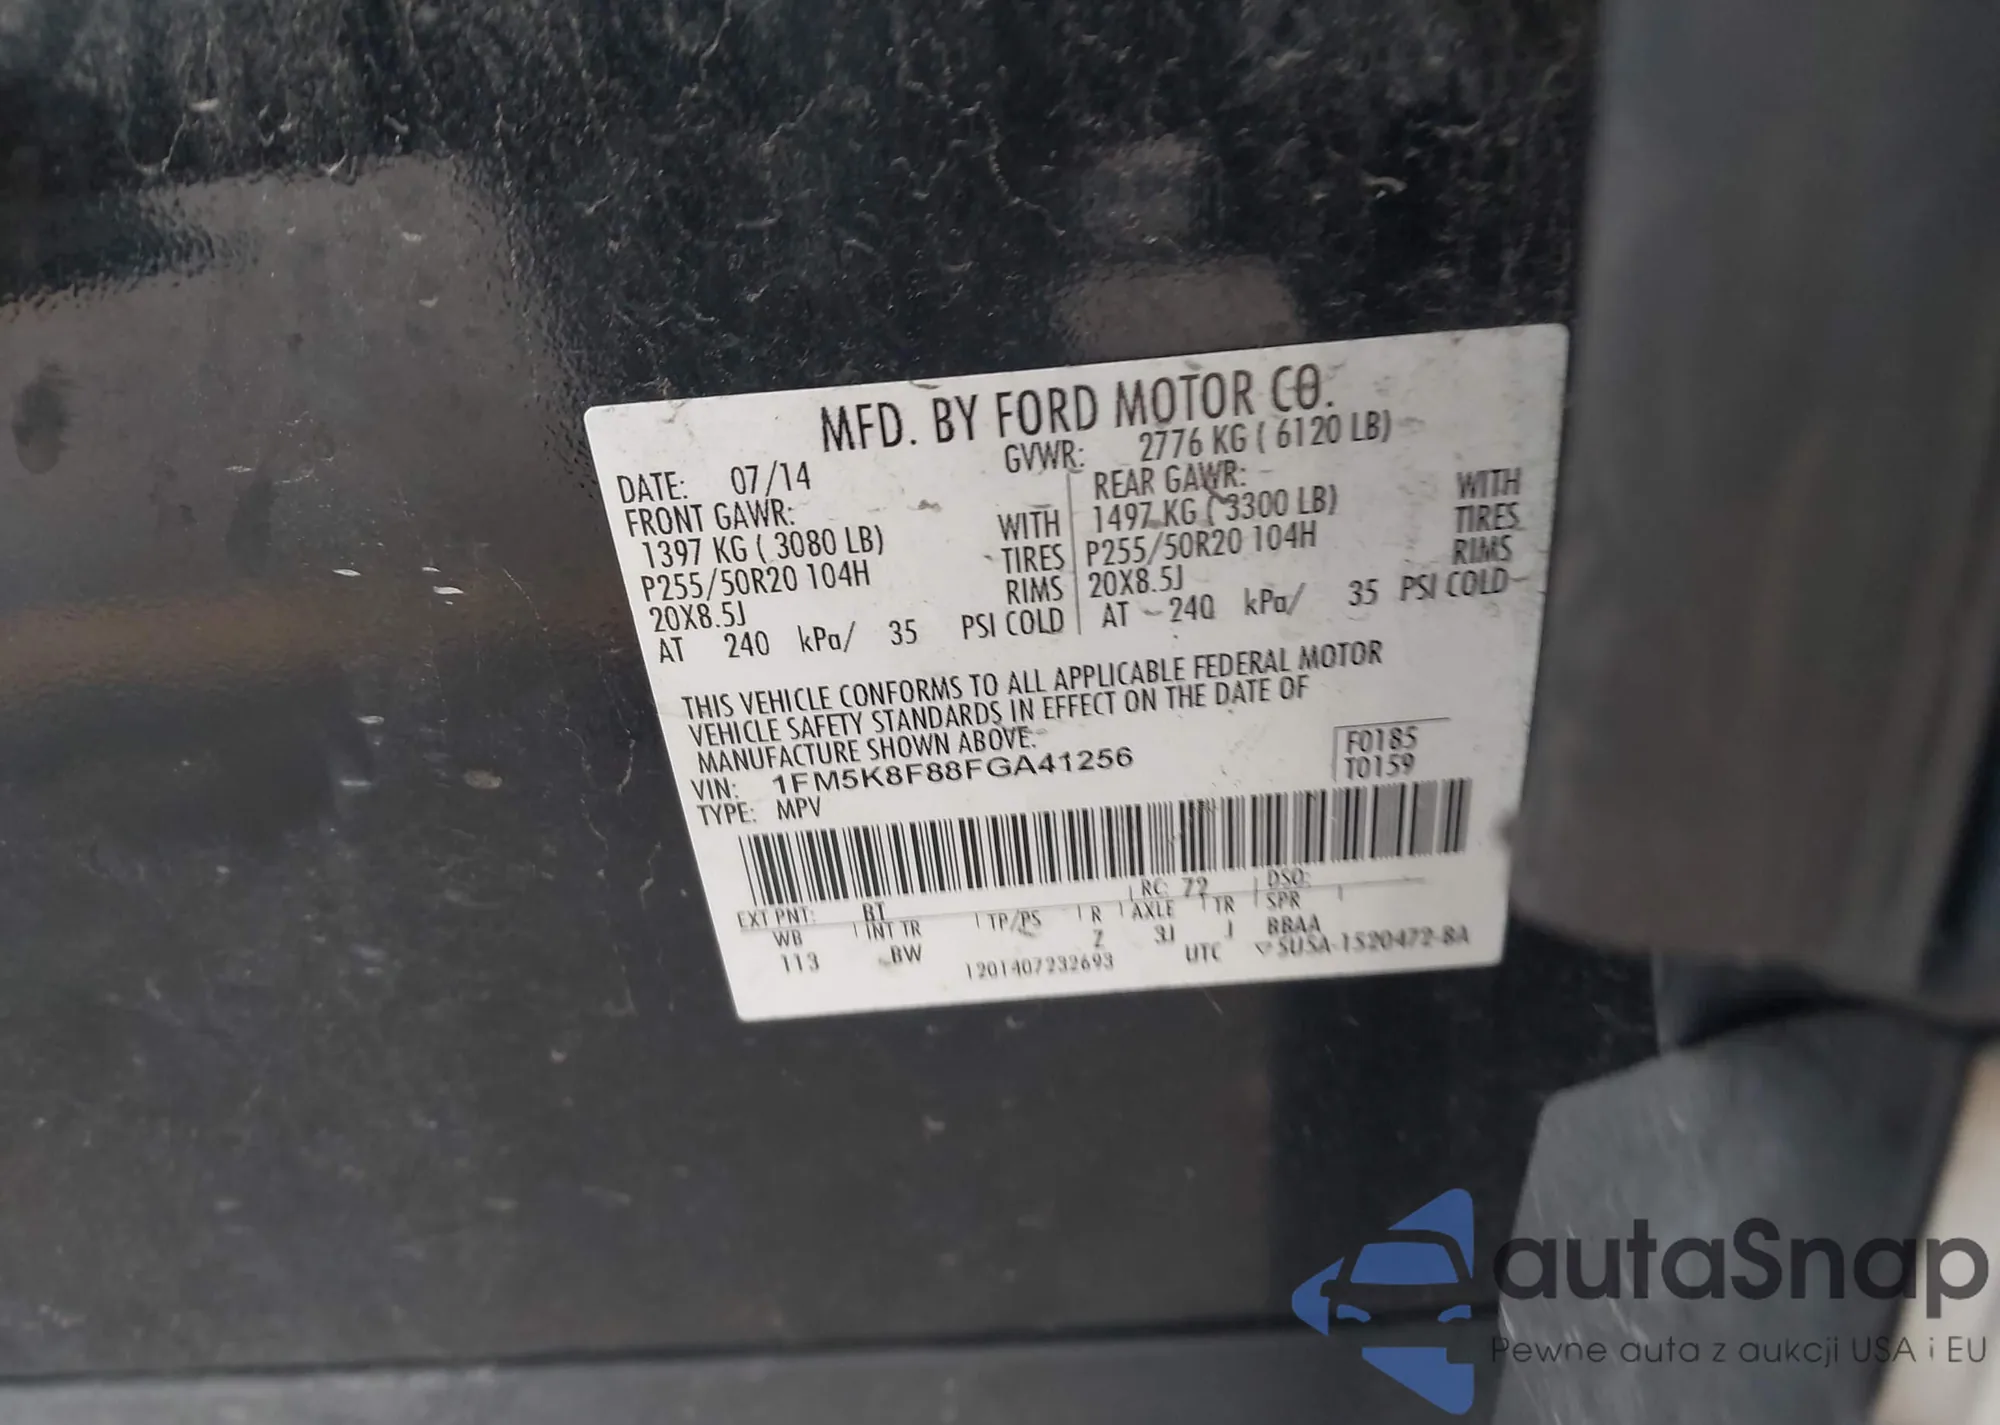 MFD. BY FORD MOTOR CO.
DATE: 07/14 GVWR: 2776 KG ( 6120 LB)
FRONT GAWR: REAR GAWR:
1397 KG ( 3080 LB) WITH 1497 KG ( 3300 LB) WITH
P255/50R20 104H TIRES P255/50R20 104H TIRES
20X8.5J RIMS 20X8.5J RIMS
AT 240 kPa/ 35 PSI COLD AT 240 kPa/ 35 PSI COLD
THIS VEHICLE CONFORMS TO ALL APPLICABLE FEDERAL MOTOR
VEHICLE SAFETY STANDARDS IN EFFECT ON THE DATE OF
MANUFACTURE SHOWN ABOVE.
VIN: 1FM5K8F88FGA41256 F0185
TYPE: MPV T0159
EXT PNT: BT RC: 72 DSO:
WB INT TR TP/PS R AXLE TR SPR
113 BW Z 3J J BBAA
1201407232693 UTC SUSA-1520472-BA
autaSnap
Pewne auta z aukcji USA i EU